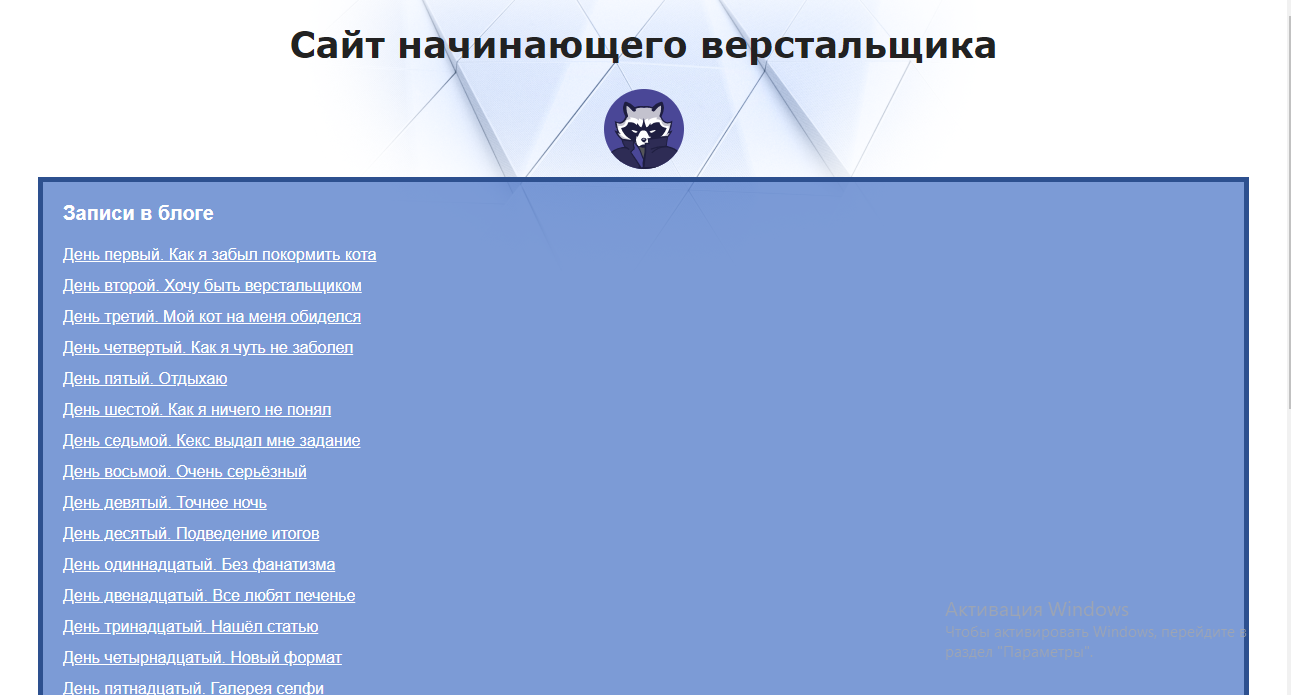 Сайт начинающего верстальщика
Записи в блоге
День первый. Как я забыл покормить кота
День второй. Хочу быть верстальщиком
День третий. Мой кот на меня обиделся
День четвертый. Как я чуть не заболел
День пятый. Отдыхаю
День шестой. Как я ничего не понял
День седьмой. Кекс выдал мне задание
День восьмой. Очень серьёзный
День девятый. Точнее ночь
День десятый. Подведение итогов
День одиннадцатый. Без фанатизма
День двенадцатый. Все любят печенье
День тринадцатый. Нашёл статью
День четырнадцатый. Новый формат
День пятнадцатый. Галерея селфи
Активация Windows
Чтобы активировать Windows, перейдите в
раздел "Параметры".